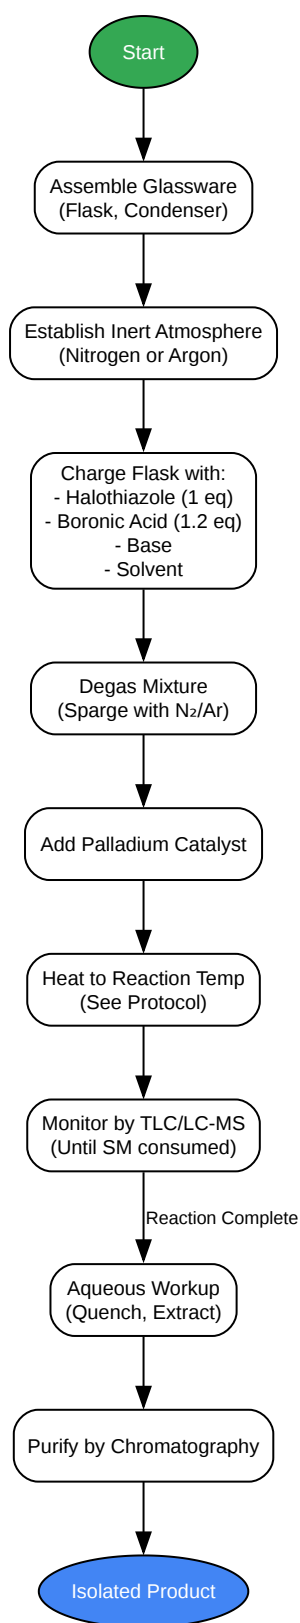 Start
Assemble Glassware
(Flask, Condenser)
Establish Inert Atmosphere
(Nitrogen or Argon)
Charge Flask with:
- Halothiazole (1 eq)
- Boronic Acid (1.2 eq)
- Base
- Solvent
Degas Mixture
(Sparge with N₂/Ar)
Add Palladium Catalyst
Heat to Reaction Temp
(See Protocol)
Monitor by TLC/LC-MS
(Until SM consumed)
Reaction Complete
Aqueous Workup
(Quench, Extract)
Purify by Chromatography
Isolated Product